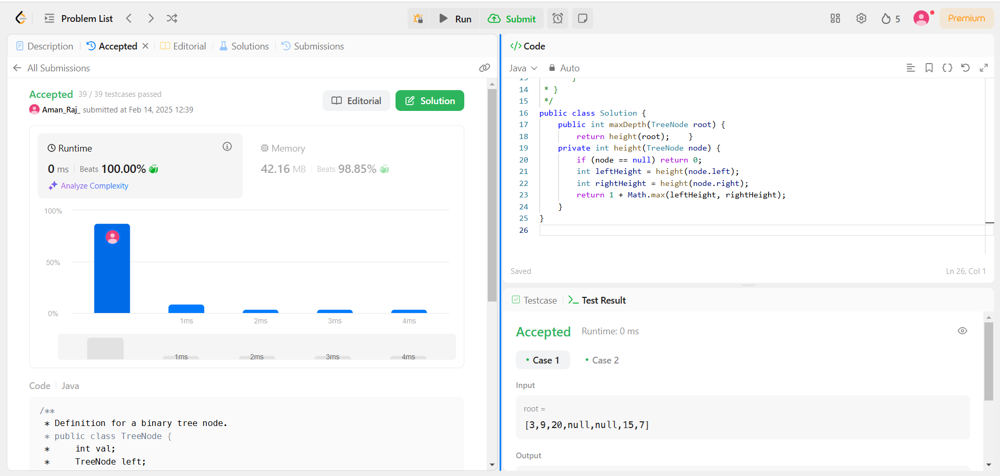 Problem List
Run
Submit
5
Premium
Description
Accepted
Editorial
Solutions
Submissions
All Submissions
Accepted 39 / 39 testcases passed
Aman_Raj_ submitted at Feb 14, 2025 12:39
Editorial
Solution
Runtime
0 ms Beats 100.00%
Analyze Complexity
Memory
42.16 MB Beats 98.85%
100%
50%
0%
1ms 2ms 3ms 4ms
1ms 2ms 3ms 4ms
Code Java
/**
* Definition for a binary tree node.
* public class TreeNode {
*     int val;
*     TreeNode left;
</> Code
Java Auto
14 * }
15 */
16 public class Solution {
17     public int maxDepth(TreeNode root) {
18         return height(root);    }
19     private int height(TreeNode node) {
20         if (node == null) return 0;
21         int leftHeight = height(node.left);
22         int rightHeight = height(node.right);
23         return 1 + Math.max(leftHeight, rightHeight);
24     }
25 }
26
Saved
Ln 26, Col 1
Testcase
Test Result
Accepted Runtime: 0 ms
• Case 1 • Case 2
Input
root =
[3,9,20,null,null,15,7]
Output